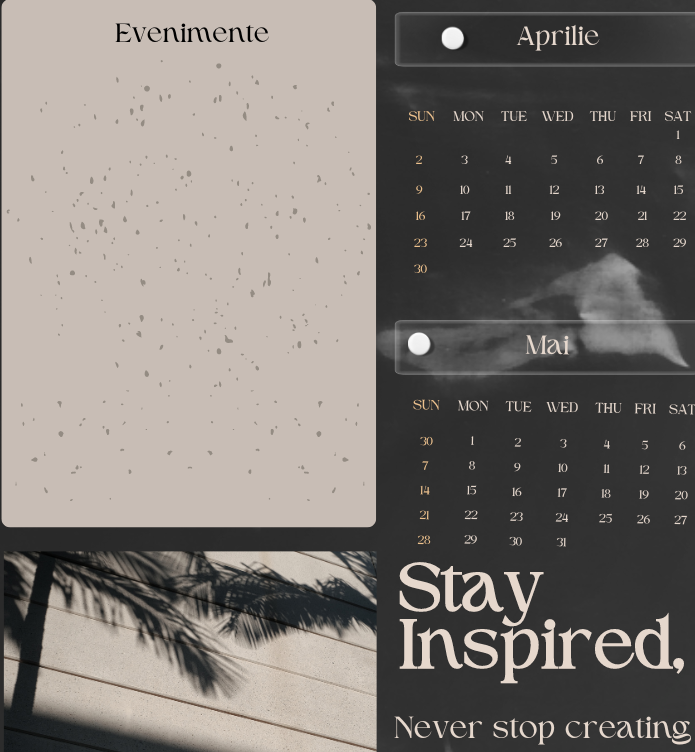 Evenimente
Aprilie
SUN MON TUE WED THU FRI SAT
1
2 3 4 5 6 7 8
9 10 11 12 13 14 15
16 17 18 19 20 21 22
23 24 25 26 27 28 29
30
Mai
SUN MON TUE WED THU FRI SAT
30 1 2 3 4 5 6
7 8 9 10 11 12 13
14 15 16 17 18 19 20
21 22 23 24 25 26 27
28 29 30 31
Stay
Inspired,
Never stop creating